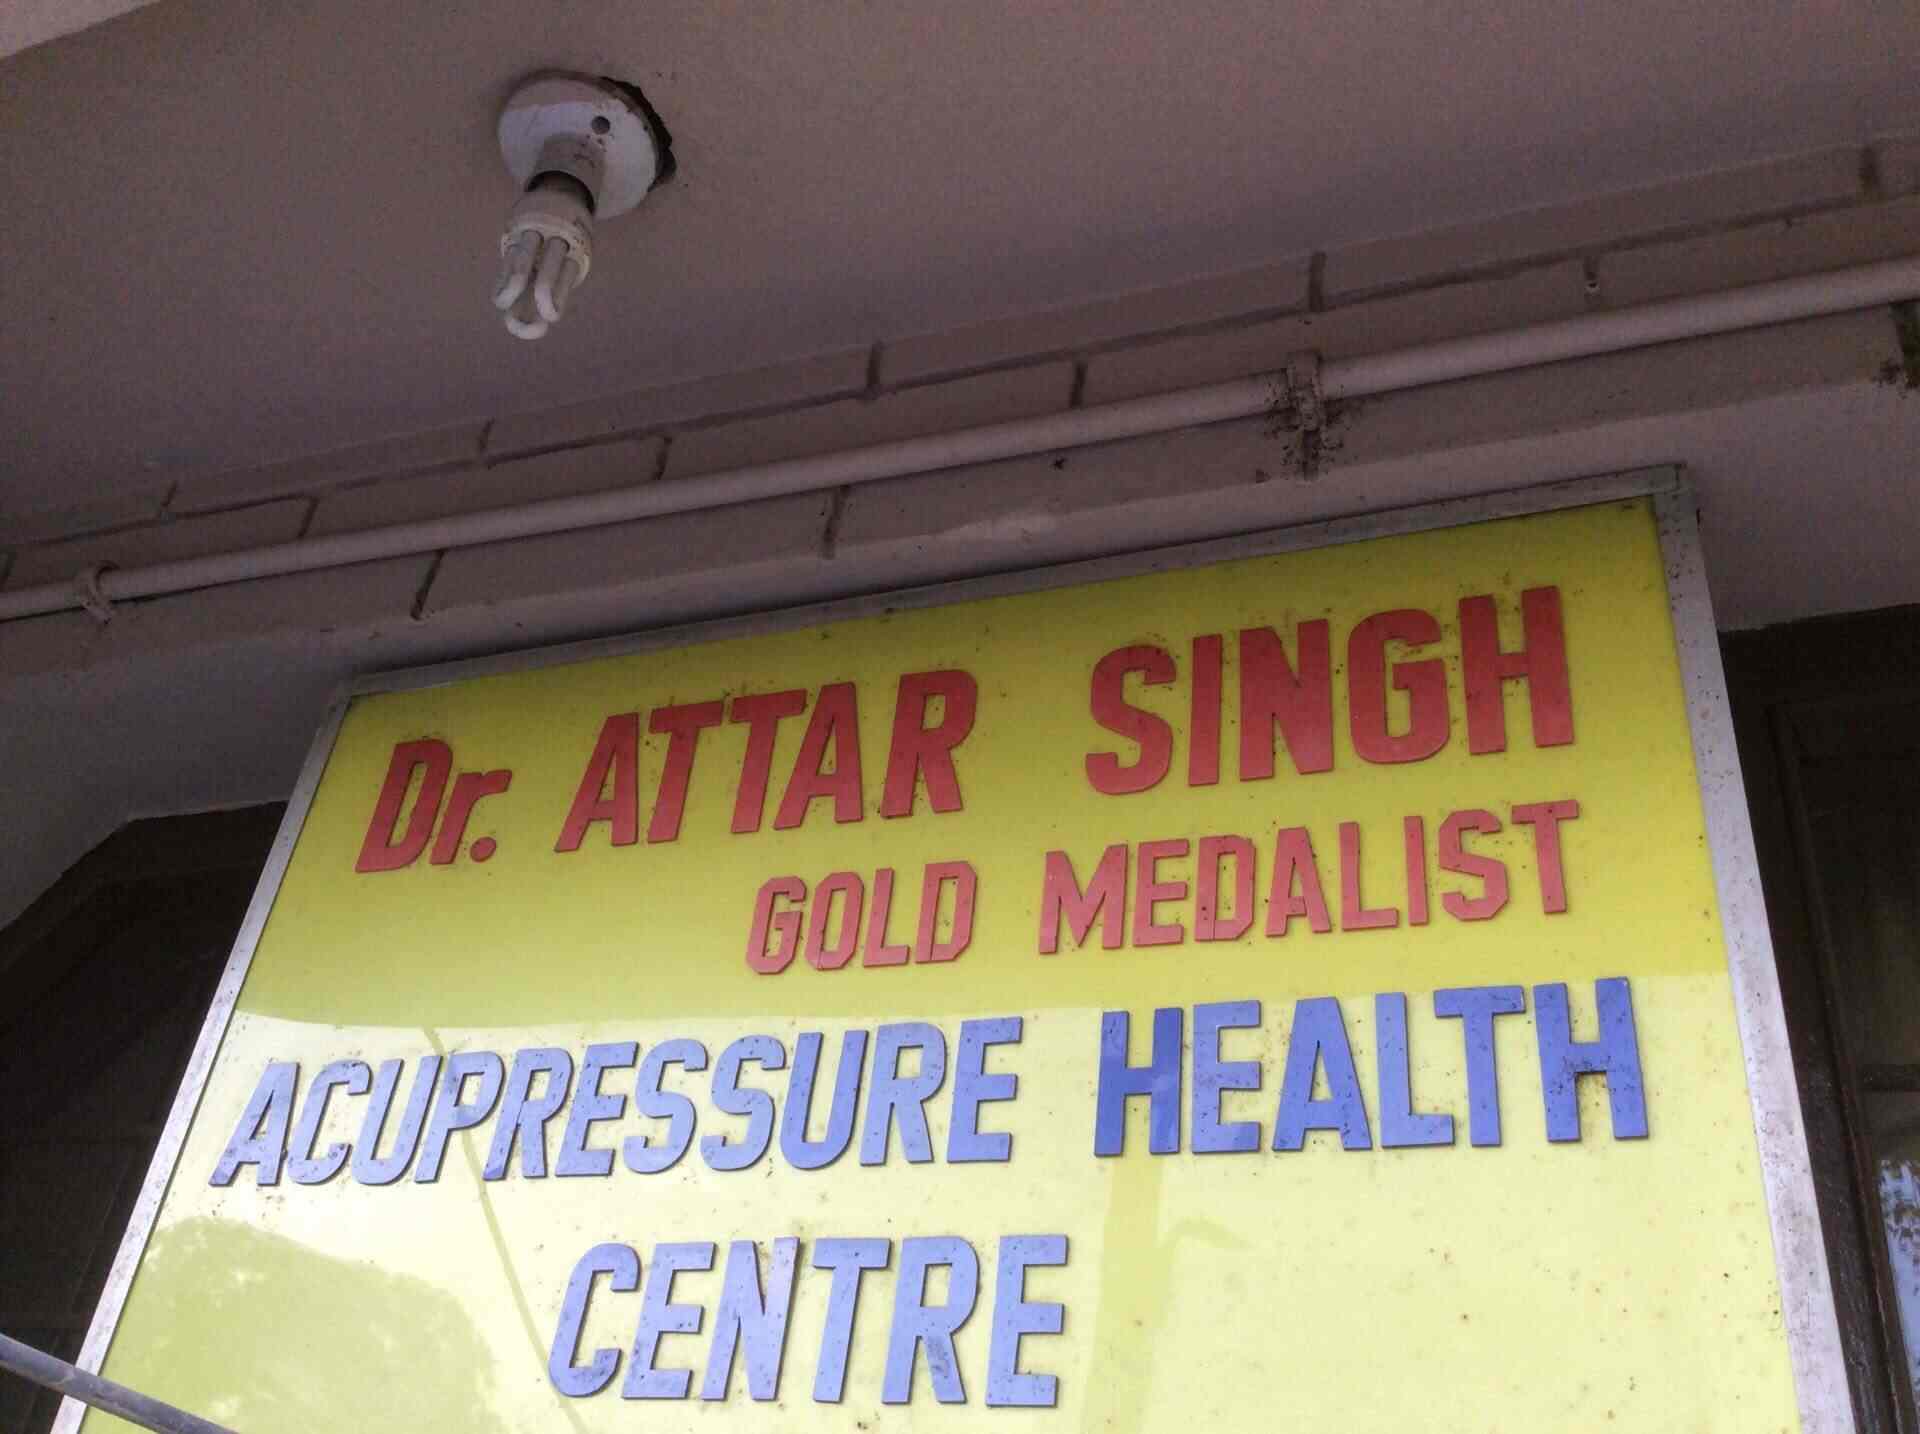 Dr. ATTAR SINGH
GOLD MEDALIST
ACUPRESSURE HEALTH
CENTRE